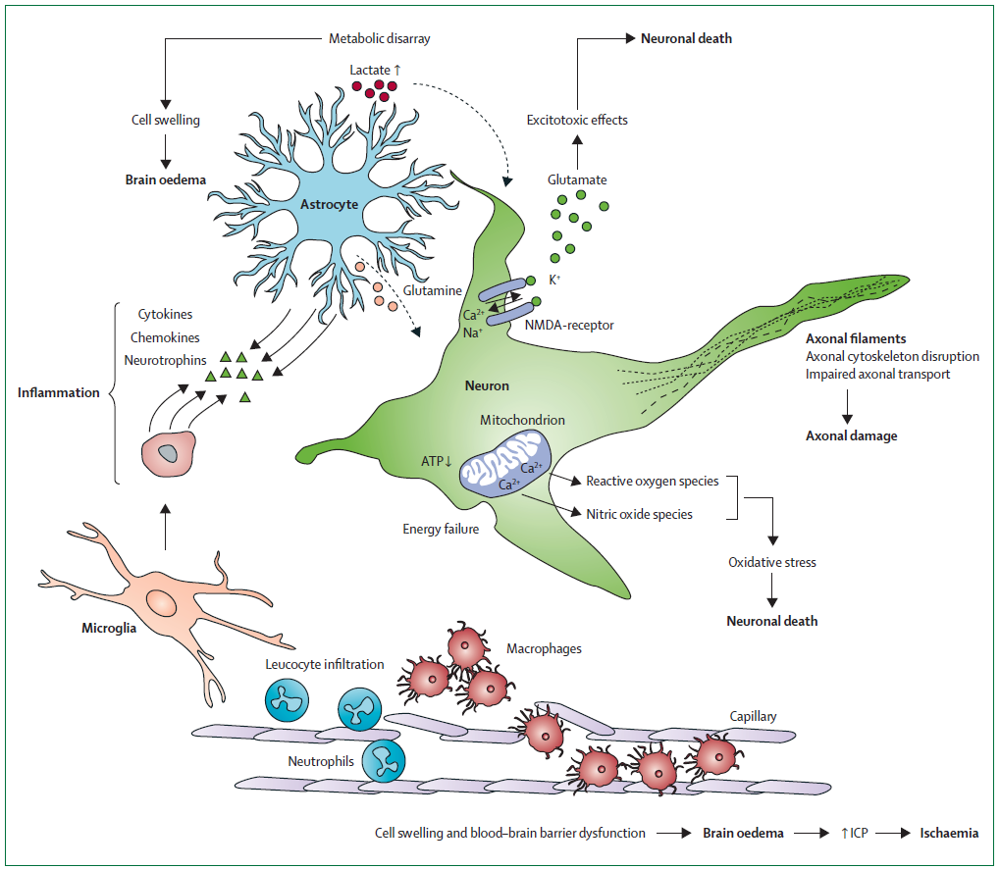 Metabolic disarray
Neuronal death
Lactate ↑
Cell swelling
Excitotoxic effects
Brain oedema
Glutamate
Astrocyte
K⁺
Glutamine
Ca²⁺
Na⁺
NMDA-receptor
Cytokines
Chemokines
Neurotrophins
Inflammation
Axonal filaments
Axonal cytoskeleton disruption
Impaired axonal transport
Axonal damage
Neuron
Mitochondrion
ATP↓
Ca²⁺
Ca²⁺
Reactive oxygen species
Nitric oxide species
Energy failure
Oxidative stress
Neuronal death
Microglia
Macrophages
Leucocyte infiltration
Capillary
Neutrophils
Cell swelling and blood–brain barrier dysfunction → Brain oedema → ↑ICP → Ischaemia